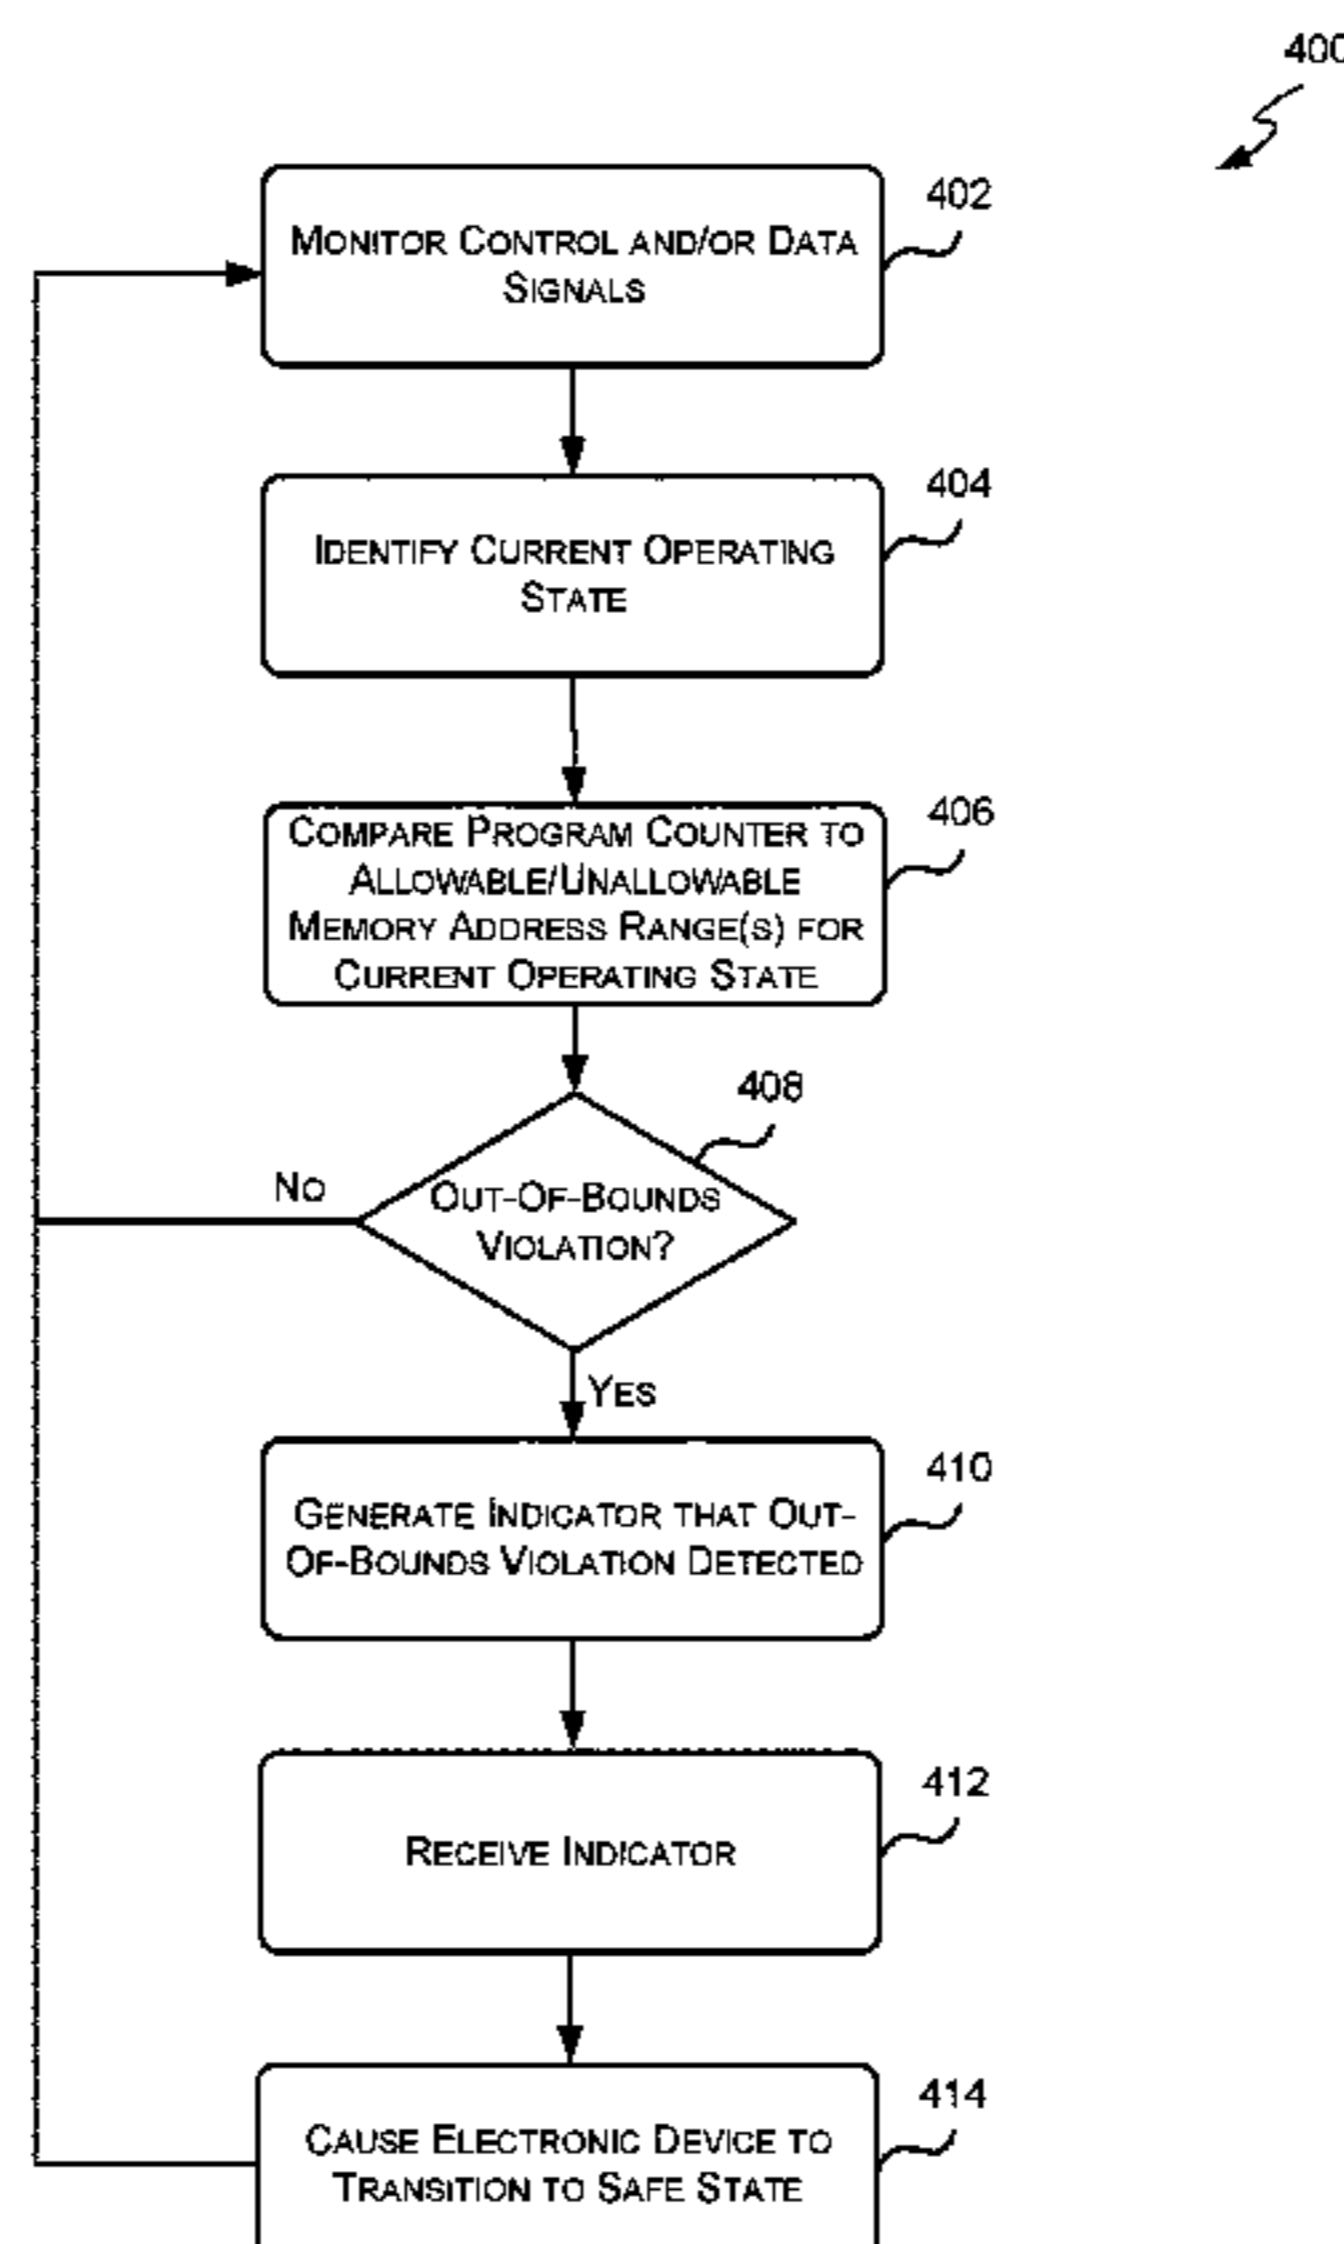 400
402
MONITOR CONTROL AND/OR DATA
SIGNALS
404
IDENTIFY CURRENT OPERATING
STATE
406
COMPARE PROGRAM COUNTER TO
ALLOWABLE/UNALLOWABLE
MEMORY ADDRESS RANGE(S) FOR
CURRENT OPERATING STATE
408
NO
OUT-OF-BOUNDS
VIOLATION?
YES
410
GENERATE INDICATOR THAT OUT-
OF-BOUNDS VIOLATION DETECTED
412
RECEIVE INDICATOR
414
CAUSE ELECTRONIC DEVICE TO
TRANSITION TO SAFE STATE